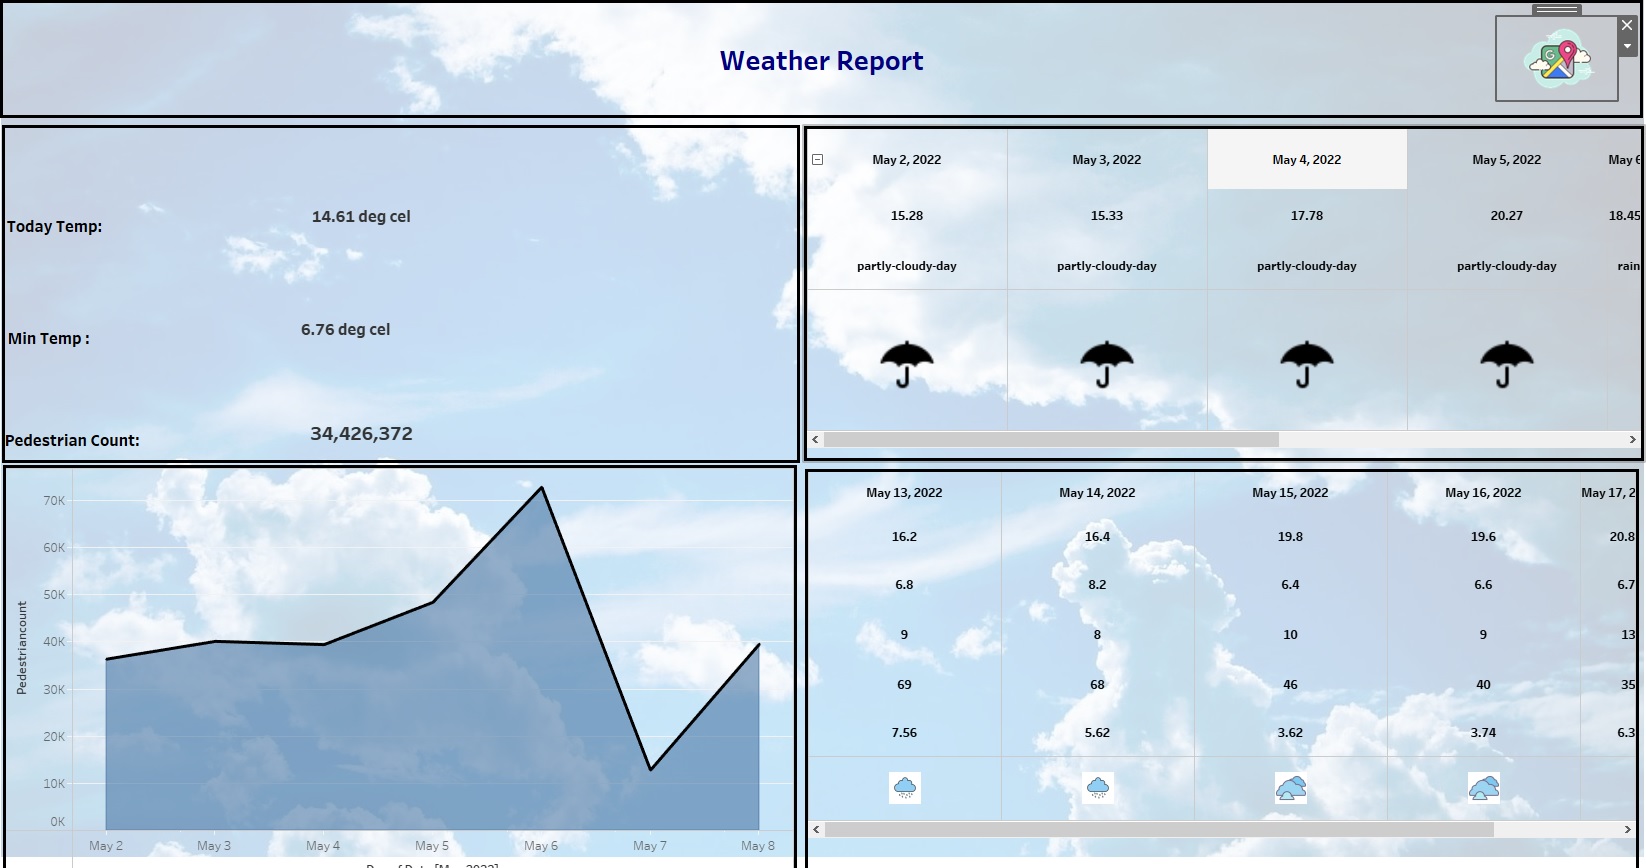 Weather Report
Today Temp:
14.61 deg cel
Min Temp :
6.76 deg cel
Pedestrian Count:
34,426,372
May 2, 2022 May 3, 2022 May 4, 2022 May 5, 2022 May 6
15.28 15.33 17.78 20.27 18.45
partly-cloudy-day partly-cloudy-day partly-cloudy-day partly-cloudy-day rain
Pedestriancount
70K
60K
50K
40K
30K
20K
10K
0K
May 2 May 3 May 4 May 5 May 6 May 7 May 8
May 13, 2022 May 14, 2022 May 15, 2022 May 16, 2022 May 17, 2
16.2 16.4 19.8 19.6 20.8
6.8 8.2 6.4 6.6 6.7
9 8 10 9 13
69 68 46 40 35
7.56 5.62 3.62 3.74 6.3